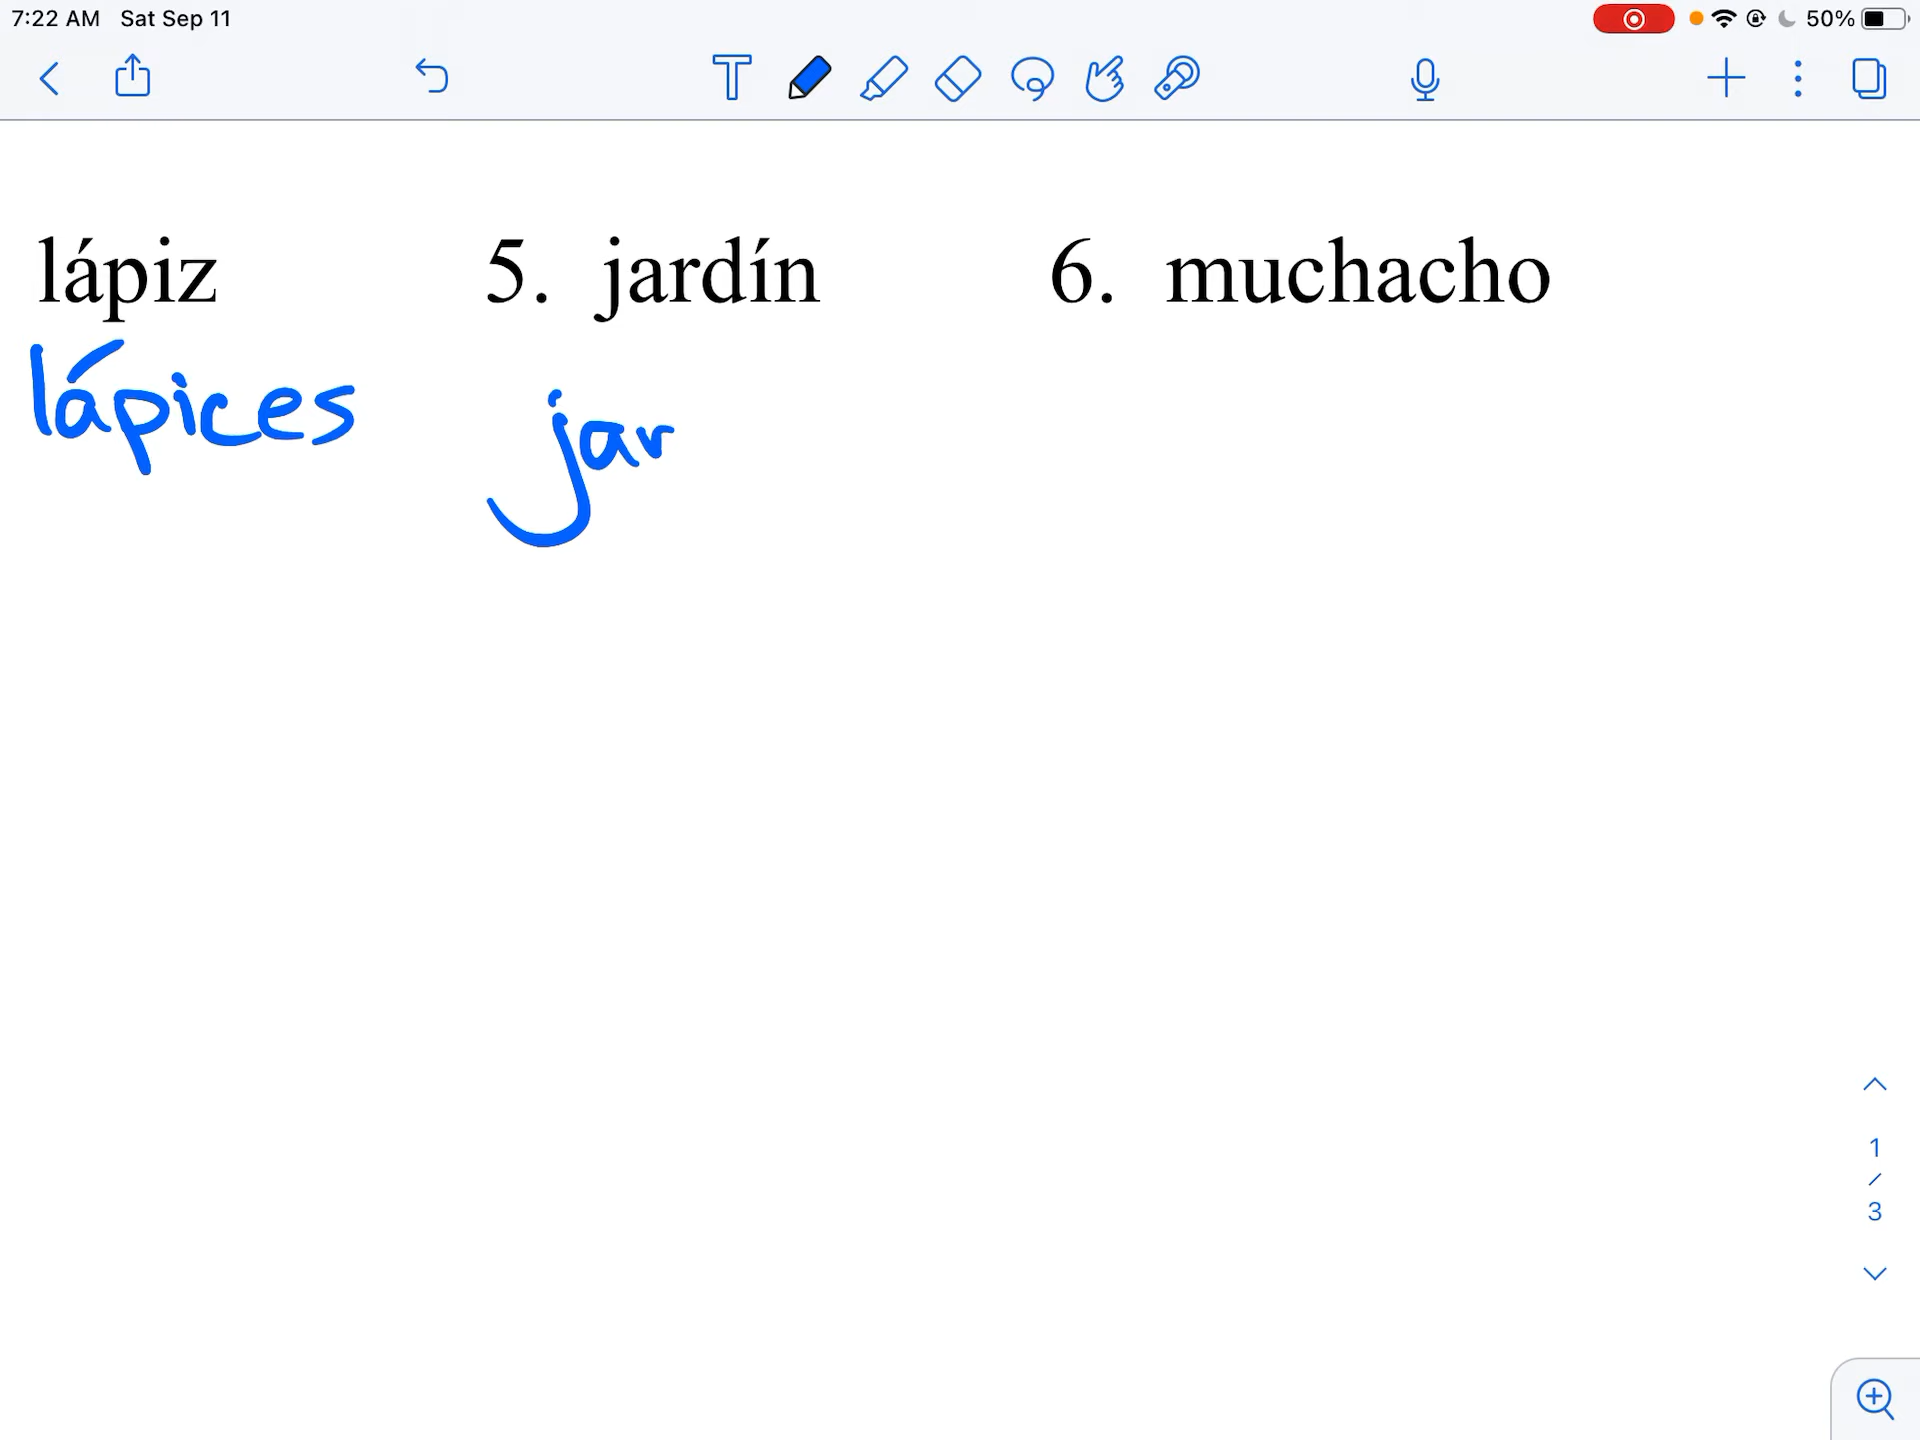 7:22 AM Sat Sep 11 50%
lápiz 5. jardín 6. muchacho
lápices jar
1
/
3